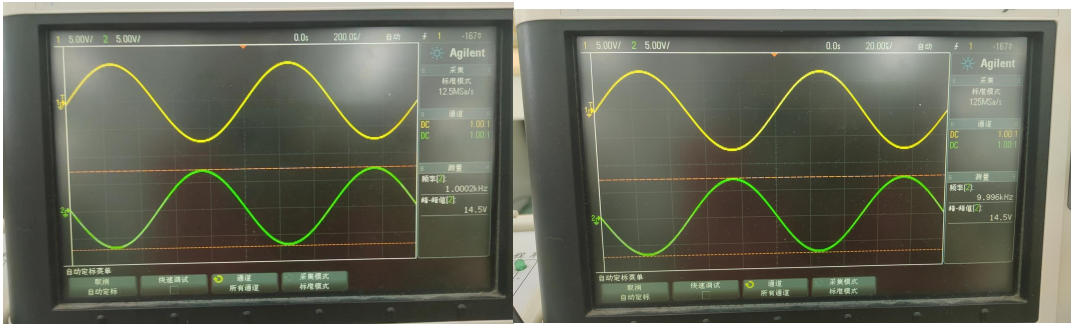 1 5.00V/ 2 5.00V/ 0.0s 200.0%/ 自动 1 -167
Agilent
采集
标准模式
12.5MSa/s
通道
DC 1.00:1
DC 1.00:1
测量
频率[2]:
1.0002kHz
峰-峰值[2]:
14.5V
自动定标菜单
取消
自动定标
快速调试
通道
所有通道
采集模式
标准模式
1 5.00V/ 2 5.00V/ 0.0s 20.00%/ 自动 1 -167
Agilent
采集
标准模式
125MSa/s
通道
DC 1.00:1
DC 1.00:1
测量
频率[2]:
9.996kHz
峰-峰值[2]:
14.5V
自动定标菜单
取消
自动定标
快速调试
通道
所有通道
采集模式
标准模式